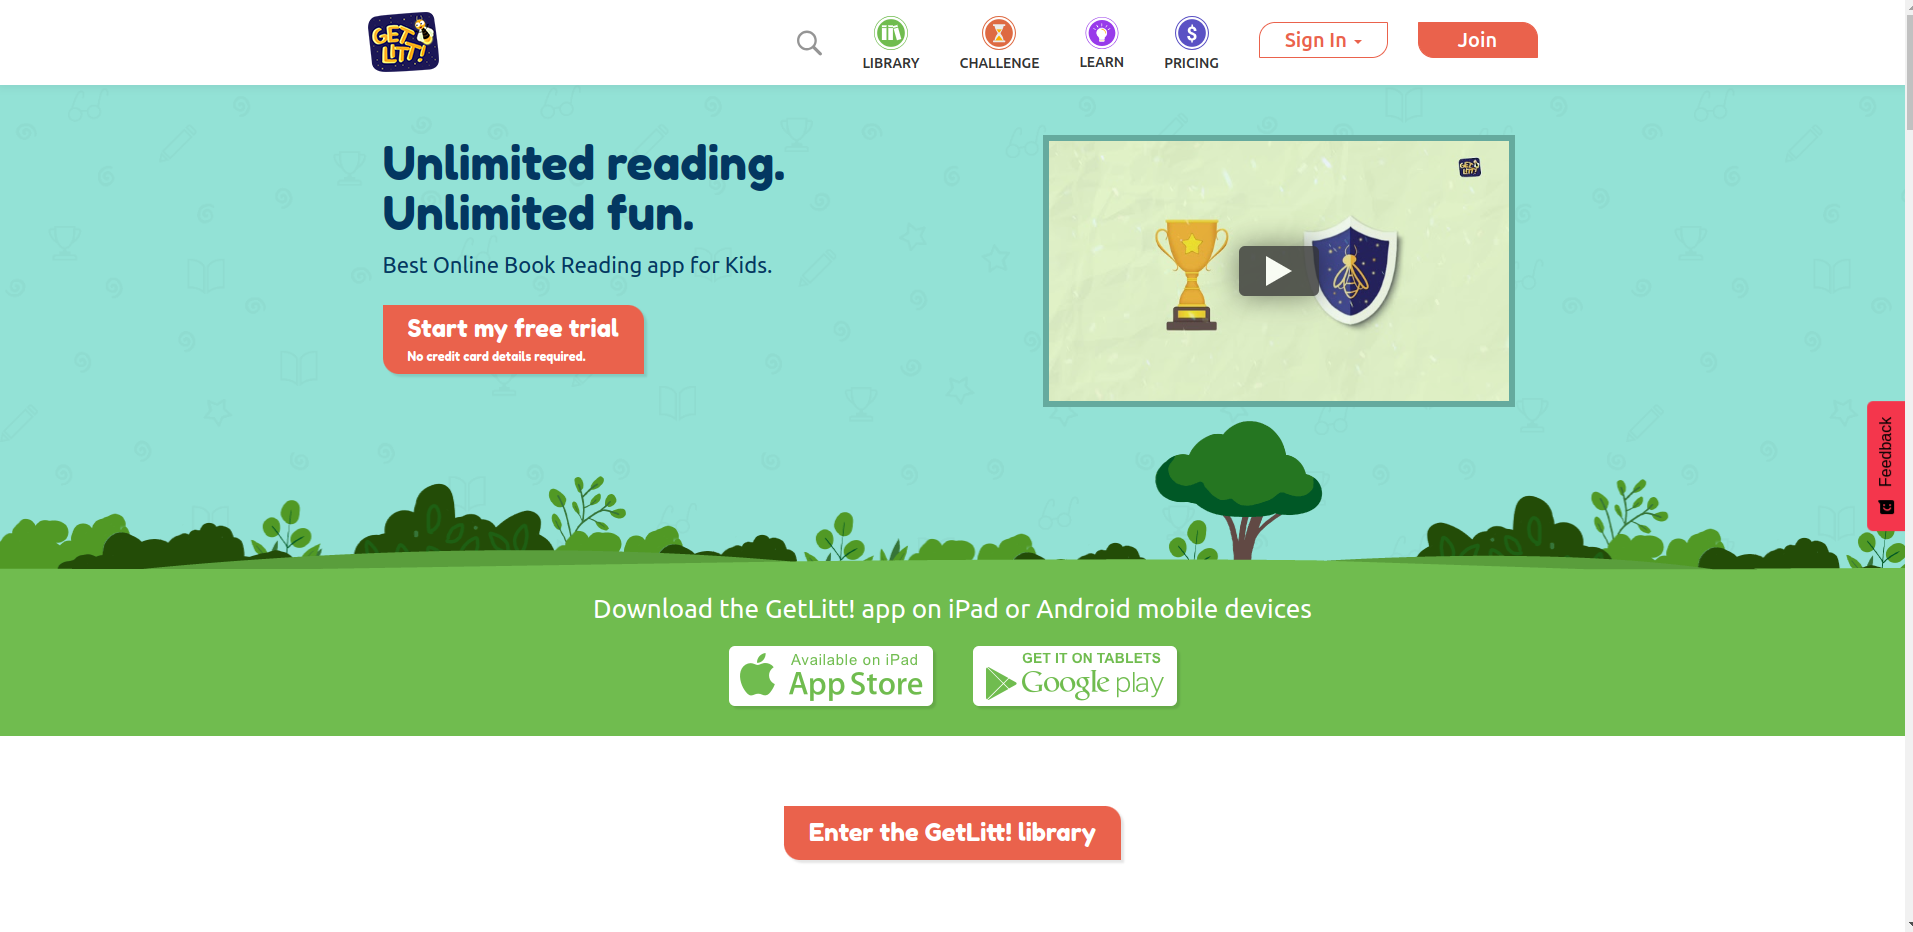 GET
LITT!
LIBRARY
CHALLENGE
LEARN
$
PRICING
Sign In
Join
Unlimited reading.
Unlimited fun.
Best Online Book Reading app for Kids.
Start my free trial
No credit card details required.
GET
LITT!
Feedback
Download the GetLitt! app on iPad or Android mobile devices
Available on iPad
App Store
GET IT ON TABLETS
Google play
Enter the GetLitt! library